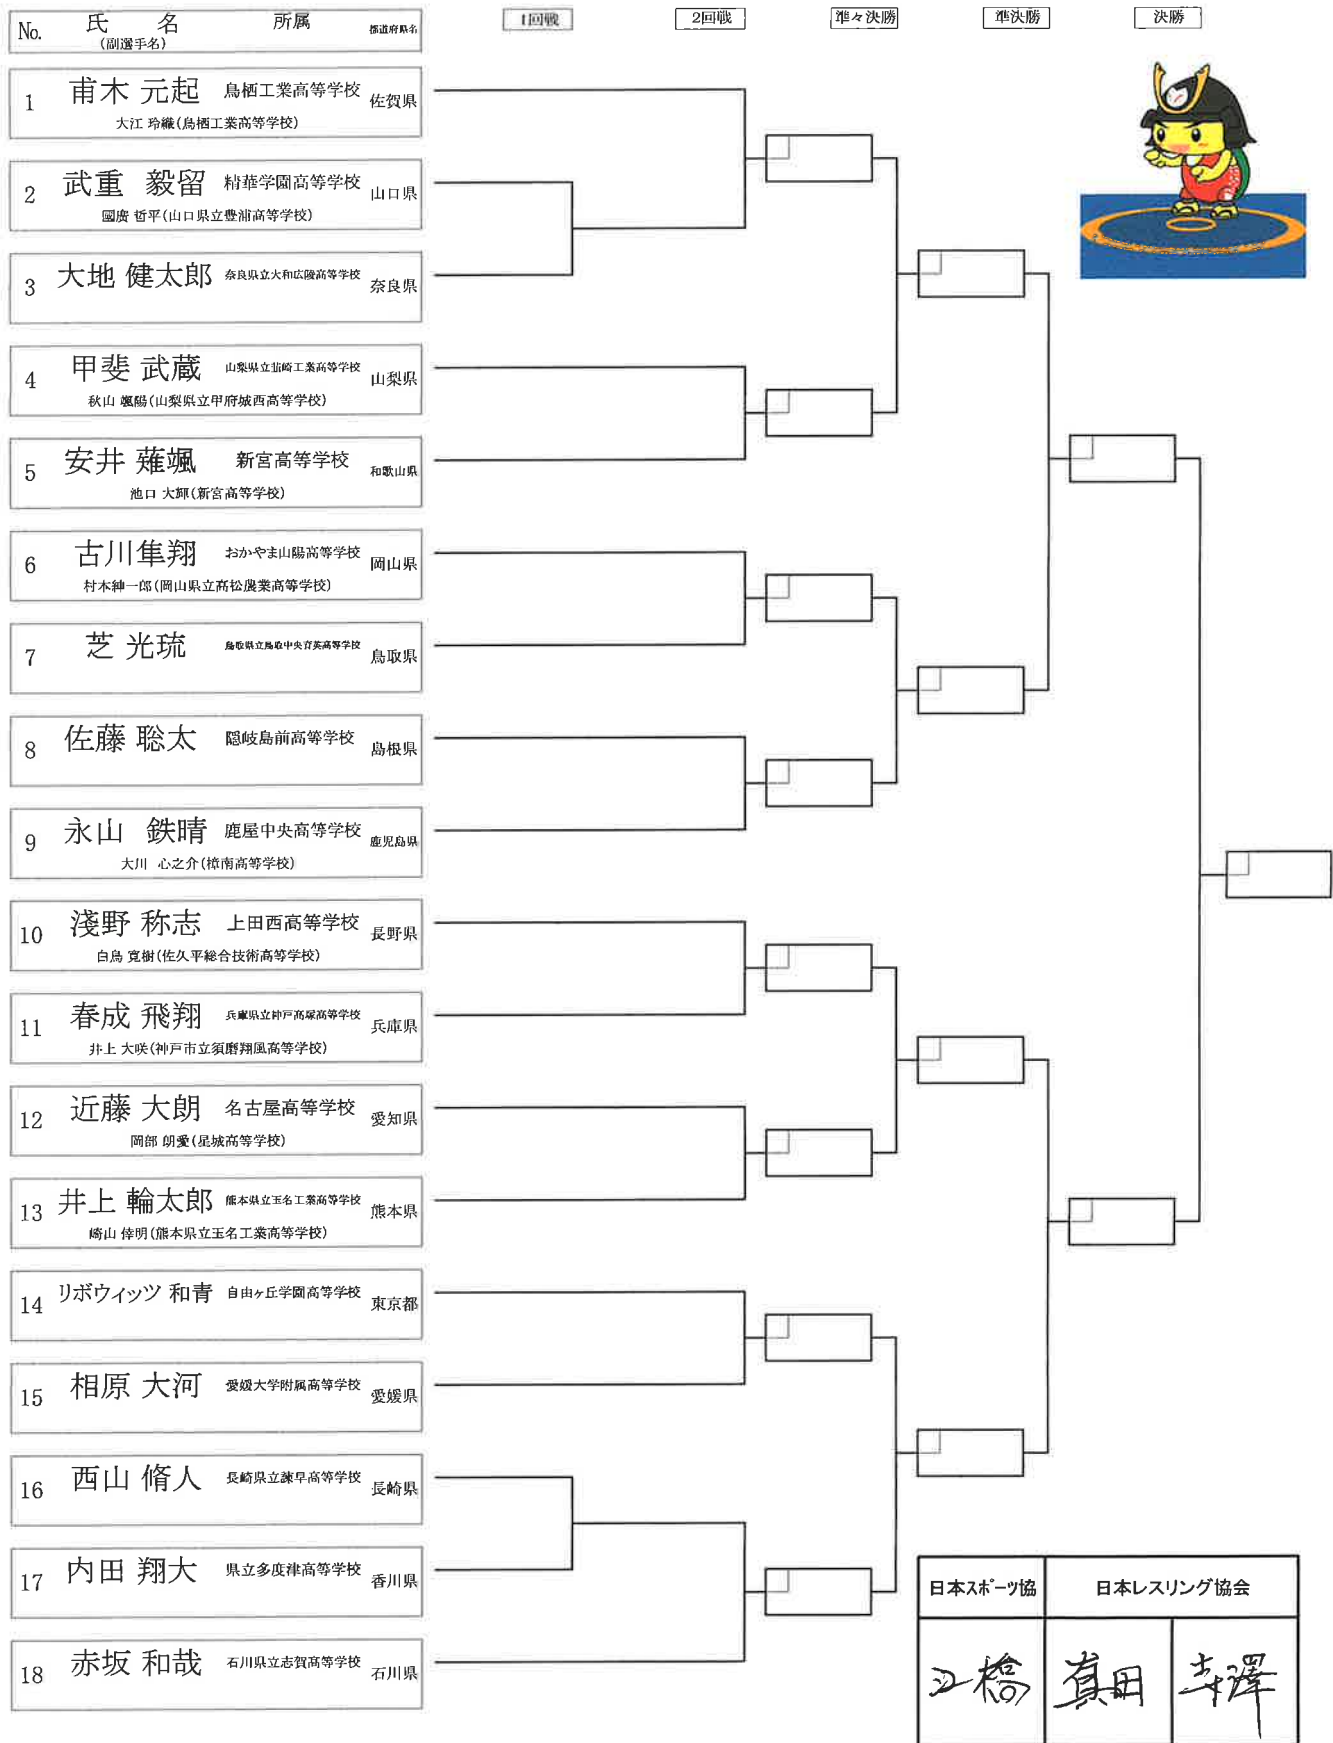 No. 氏 名 所属 都道府県名
(副選手名)
1回戦 2回戦 準々決勝 準決勝 決勝
1 甫木 元起 鳥栖工業高等学校 佐賀県
大江 玲織(鳥栖工業高等学校)
2 武重 毅留 精華学園高等学校 山口県
國廣 哲平(山口県立豊浦高等学校)
3 大地 健太郎 奈良県立大和広陵高等学校 奈良県
4 甲斐 武蔵 山梨県立韮崎工業高等学校 山梨県
秋山 颯陽(山梨県立甲府城西高等学校)
5 安井 薙颯 新宮高等学校 和歌山県
池口 大輝(新宮高等学校)
6 古川隼翔 おかやま山陽高等学校 岡山県
村木紳一郎(岡山県立高松農業高等学校)
7 芝 光琉 鳥取県立鳥取中央育英高等学校 鳥取県
8 佐藤 聡太 隠岐島前高等学校 島根県
9 永山 鉄晴 鹿屋中央高等学校 鹿児島県
大川 心之介(樟南高等学校)
10 淺野 称志 上田西高等学校 長野県
白鳥 寛樹(佐久平総合技術高等学校)
11 春成 飛翔 兵庫県立神戸高塚高等学校 兵庫県
井上 大咲(神戸市立須磨翔風高等学校)
12 近藤 大朗 名古屋高等学校 愛知県
岡部 朗愛(星城高等学校)
13 井上 輪太郎 熊本県立玉名工業高等学校 熊本県
崎山 倖明(熊本県立玉名工業高等学校)
14 リボウィッツ 和青 自由ヶ丘学園高等学校 東京都
15 相原 大河 愛媛大学附属高等学校 愛媛県
16 西山 脩人 長崎県立諫早高等学校 長崎県
17 内田 翔大 県立多度津高等学校 香川県
18 赤坂 和哉 石川県立志賀高等学校 石川県
日本スポーツ協 日本レスリング協会
江橋 真田 寺澤